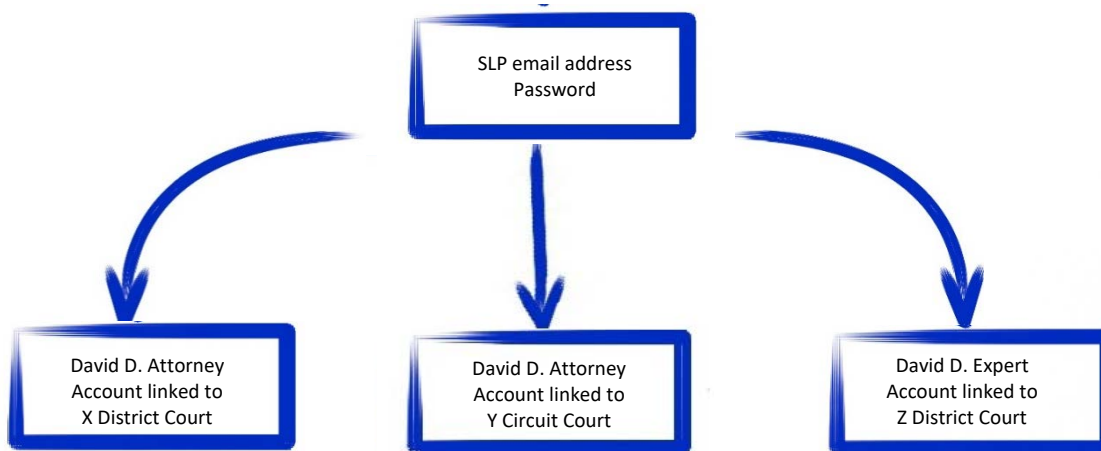 SLP email address
Password
David D. Attorney
Account linked to
X District Court
David D. Attorney
Account linked to
Y Circuit Court
David D. Expert
Account linked to
Z District Court